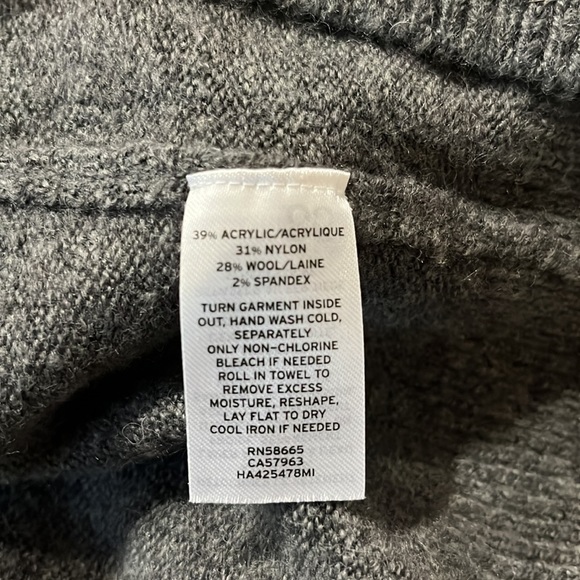 39% ACRYLIC/ACRYLIQUE
31% NYLON
28% WOOL/LAINE
2% SPANDEX
TURN GARMENT INSIDE
OUT, HAND WASH COLD,
SEPARATELY
ONLY NON-CHLORINE
BLEACH IF NEEDED
ROLL IN TOWEL TO
REMOVE EXCESS
MOISTURE, RESHAPE,
LAY FLAT TO DRY
COOL IRON IF NEEDED
RN58665
CA57963
HA425478MI